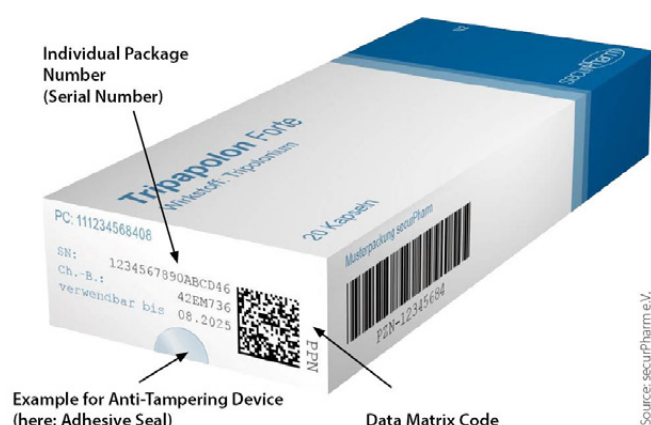 Individual Package
Number
(Serial Number)
N2
securPharm
Tripapolon Forte
Wirkstoff: Tripolonium
20 Kapseln
PC: 111234568408
SN: 1234567890ABCD46
Ch.-B.: 42EM736
verwendbar bis 08.2025
PPN
Musterpackung securPharm
PZN-12345684
Example for Anti-Tampering Device
(here: Adhesive Seal)
Data Matrix Code
Source: securPharm e.V.